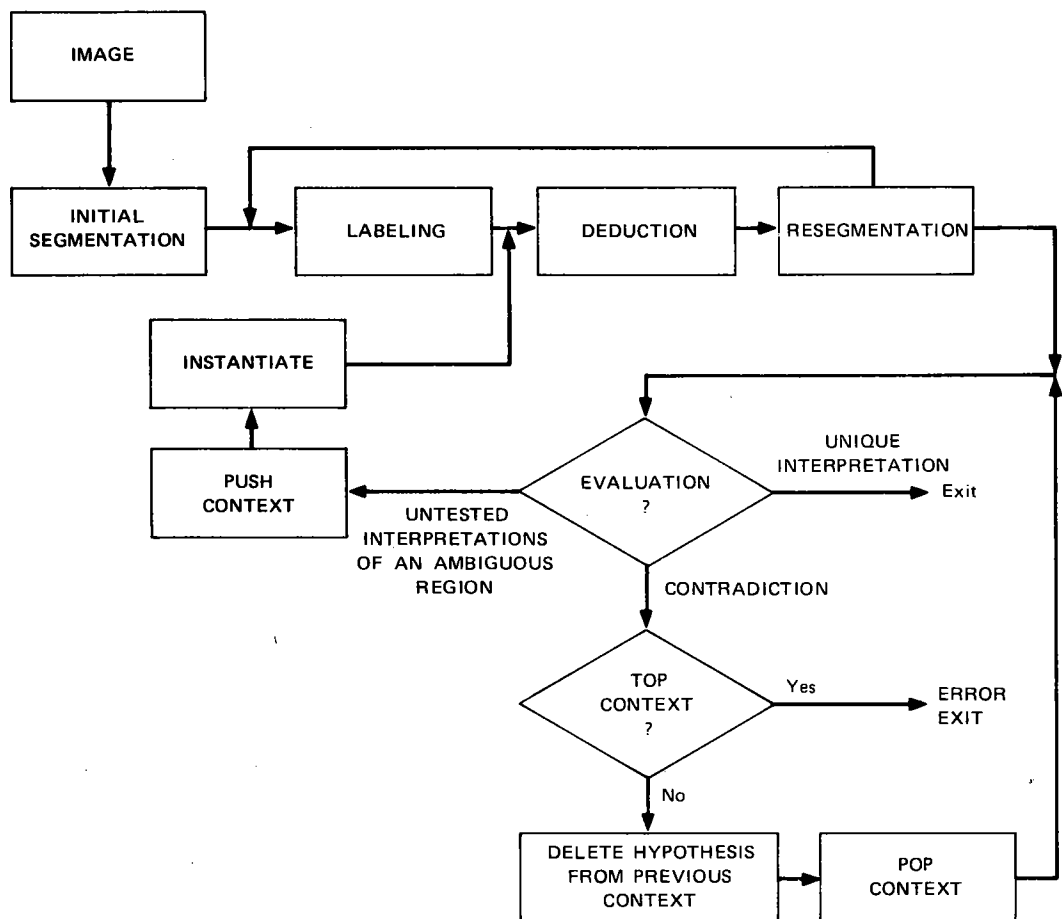 IMAGE
INITIAL
SEGMENTATION
LABELING
DEDUCTION
RESEGMENTATION
INSTANTIATE
PUSH
CONTEXT
UNTESTED
INTERPRETATIONS
OF AN AMBIGUOUS
REGION
EVALUATION
?
UNIQUE
INTERPRETATION
Exit
CONTRADICTION
TOP
CONTEXT
?
Yes
ERROR
EXIT
No
DELETE HYPOTHESIS
FROM PREVIOUS
CONTEXT
POP
CONTEXT